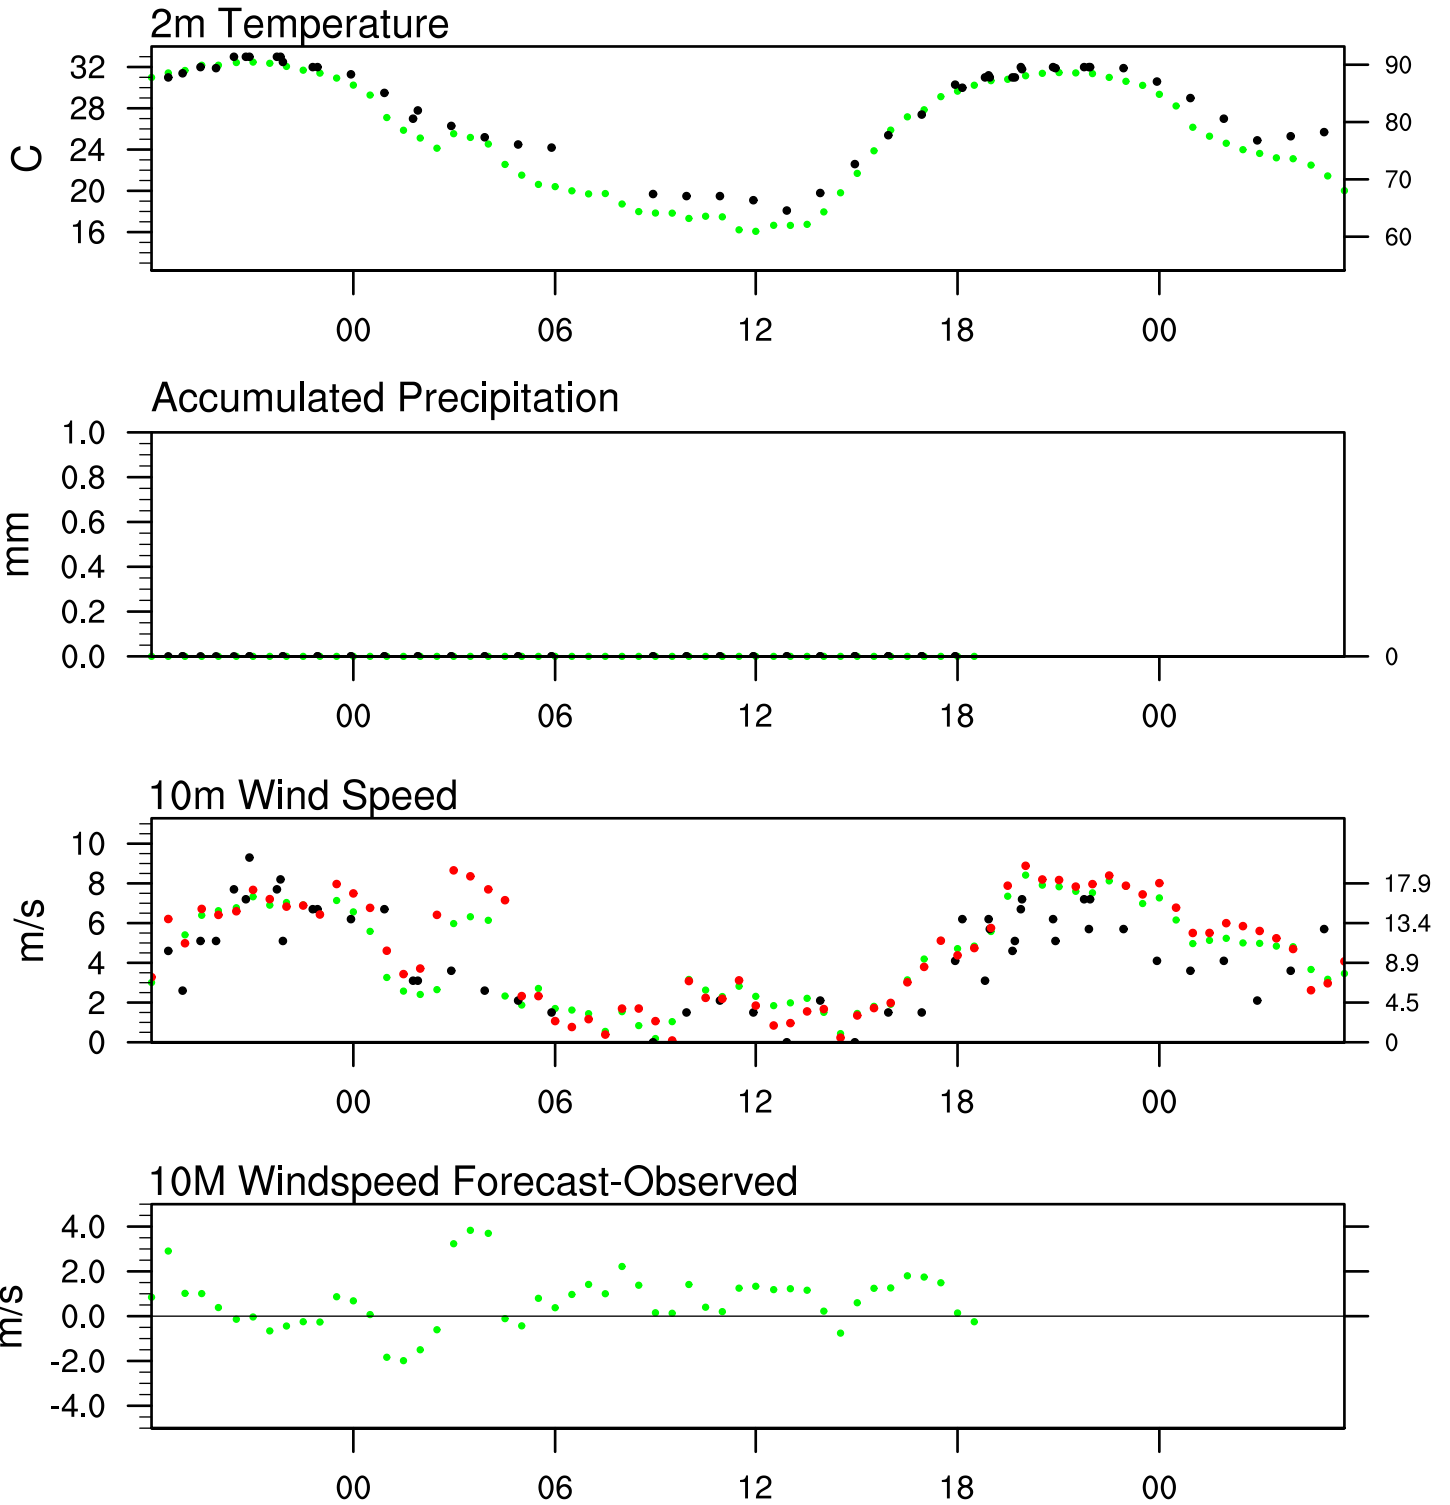 2m Temperature
C
32
28
24
20
16
90
80
70
60
00 06 12 18 00
Accumulated Precipitation
mm
1.0
0.8
0.6
0.4
0.2
0.0
0
00 06 12 18 00
10m Wind Speed
m/s
10
8
6
4
2
0
17.9
13.4
8.9
4.5
0
00 06 12 18 00
10M Windspeed Forecast-Observed
m/s
4.0
2.0
0.0
-2.0
-4.0
00 06 12 18 00